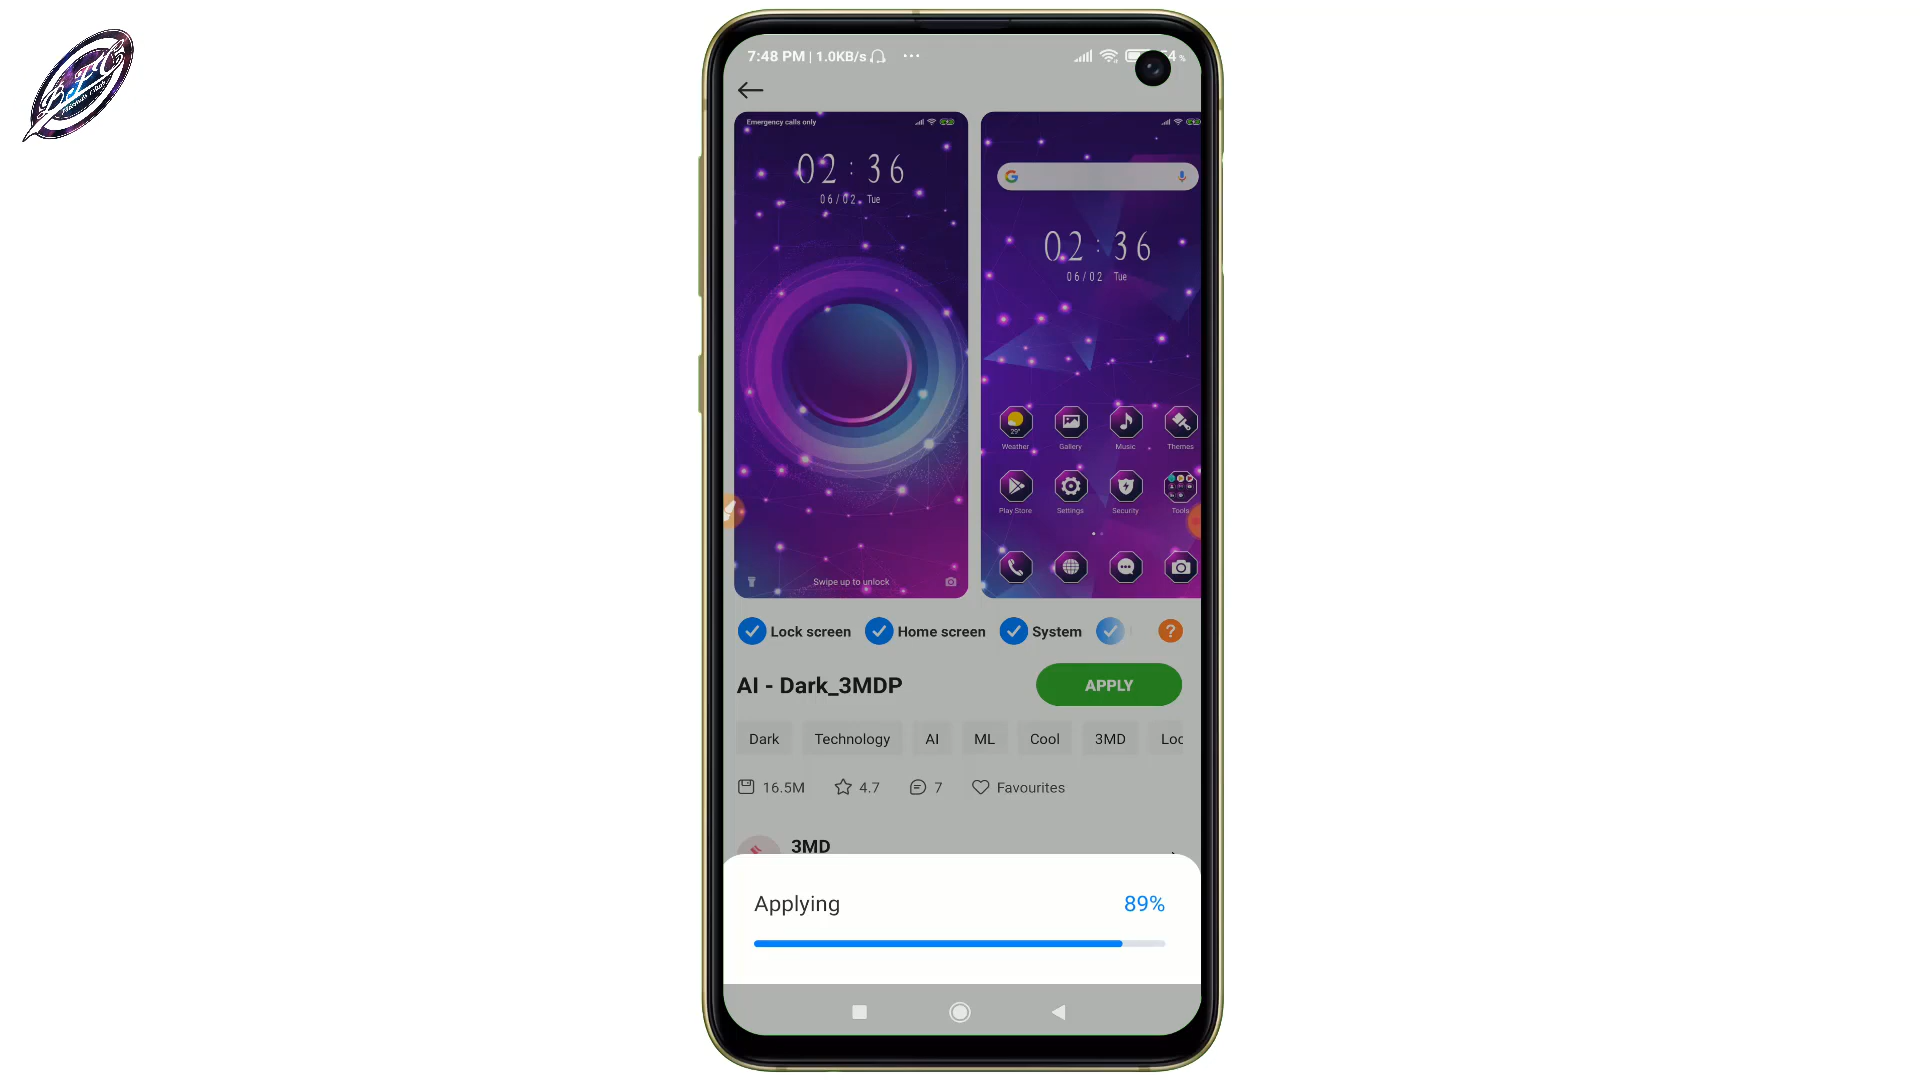 7:48 PM | 1.0KB/s ...
Emergency calls only
02:36
06/02 Tue
Swipe up to unlock
02:36
06/02 Tue
29°
Weather Gallery Music Themes
Play Store Settings Security Tools
Lock screen Home screen System ?
AI - Dark_3MDP APPLY
Dark Technology AI ML Cool 3MD Loc
16.5M 4.7 7 Favourites
3MD
Applying 89%